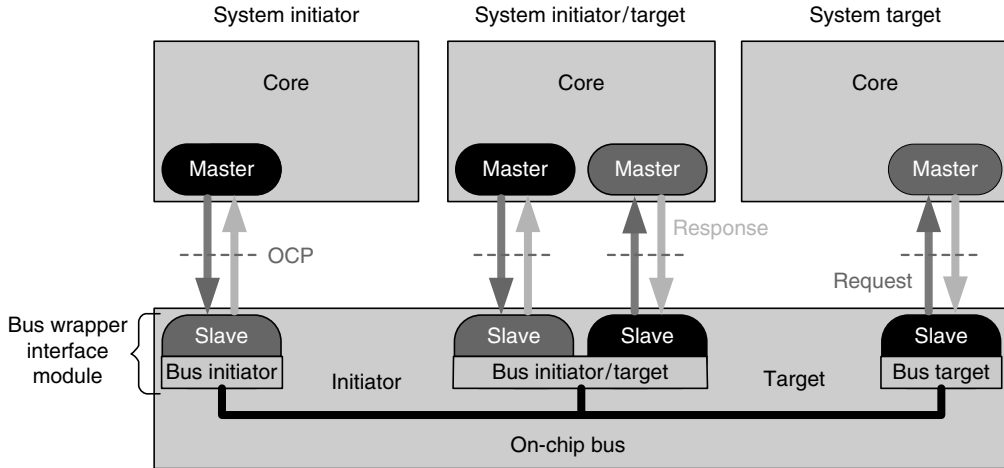 System initiator
System initiator/target
System target
Core
Core
Core
Master
Master
Master
Master
OCP
Response
Request
Bus wrapper
interface
module
Slave
Slave
Slave
Slave
Bus initiator
Initiator
Bus initiator/target
Target
Bus target
On-chip bus